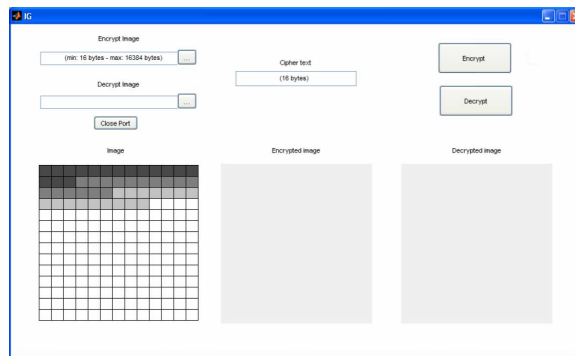 IG
Encrypt Image
(min: 16 bytes - max: 16384 bytes)
...
Decrypt Image
...
Close Port
Cipher text
(16 bytes)
Encrypt
Decrypt
Image
Encrypted image
Decrypted image